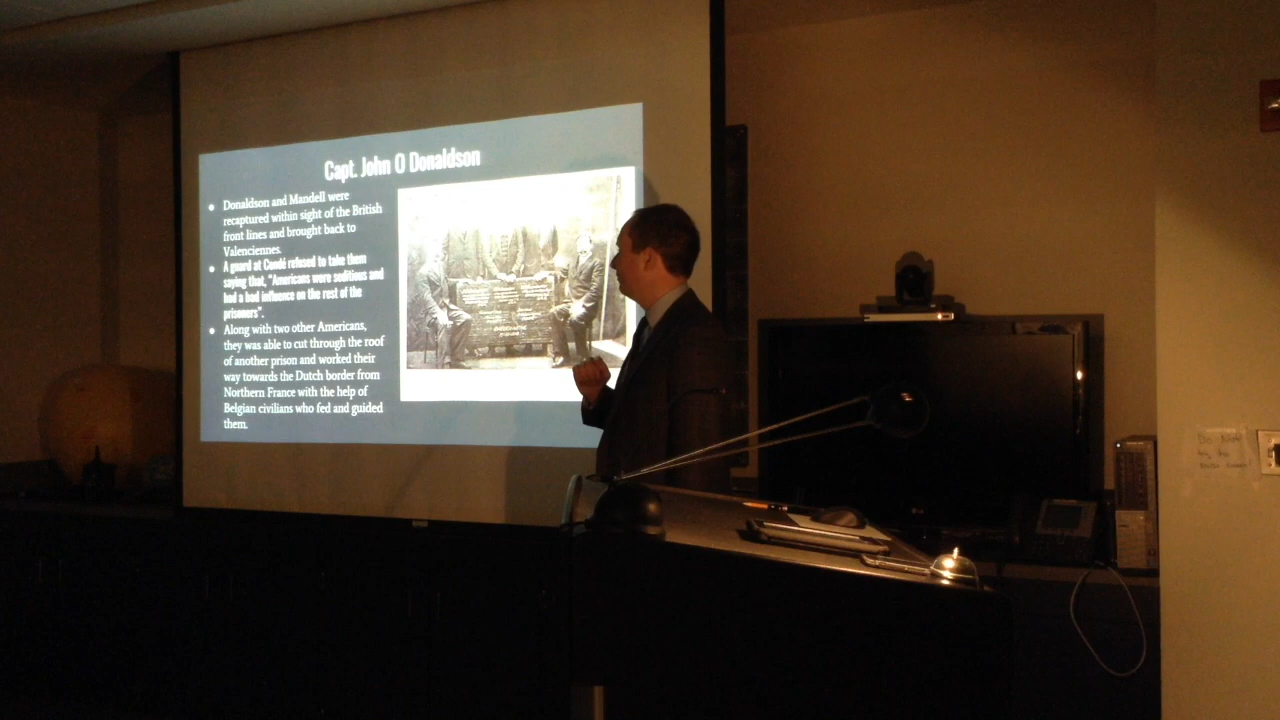 Capt. John O Donaldson
Donaldson and Mandell were
recaptured within sight of the British
front lines and brought back to
Valenciennes.
A guard at Condé refused to take them
saying that, "Americans were seditious and
had a bad influence on the rest of the
prisoners".
Along with two other Americans,
they was able to cut through the roof
of another prison and worked their
way towards the Dutch border from
Northern France with the help of
Belgian civilians who fed and guided
them.
LG
Do Not